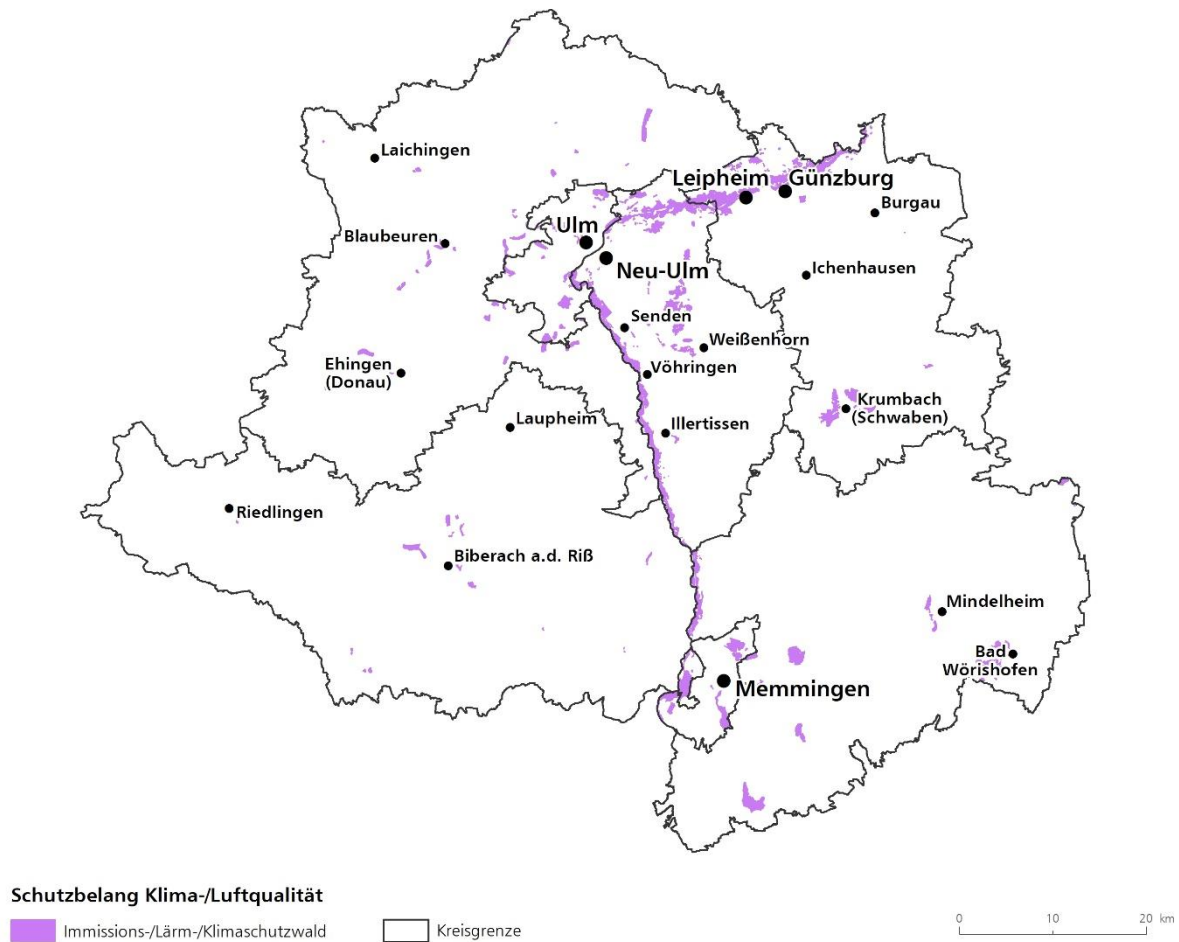 Laichingen
Leipheim
Günzburg
Burgau
Ulm
Blaubeuren
Neu-Ulm
Ichenhausen
Senden
Weißenhorn
Ehingen
(Donau)
Vöhringen
Krumbach
(Schwaben)
Laupheim
Illertissen
Riedlingen
Biberach a.d. Riß
Mindelheim
Bad
Wörishofen
Memmingen
Schutzbelang Klima-/Luftqualität
Immissions-/Lärm-/Klimaschutzwald
Kreisgrenze
0 10 20 km